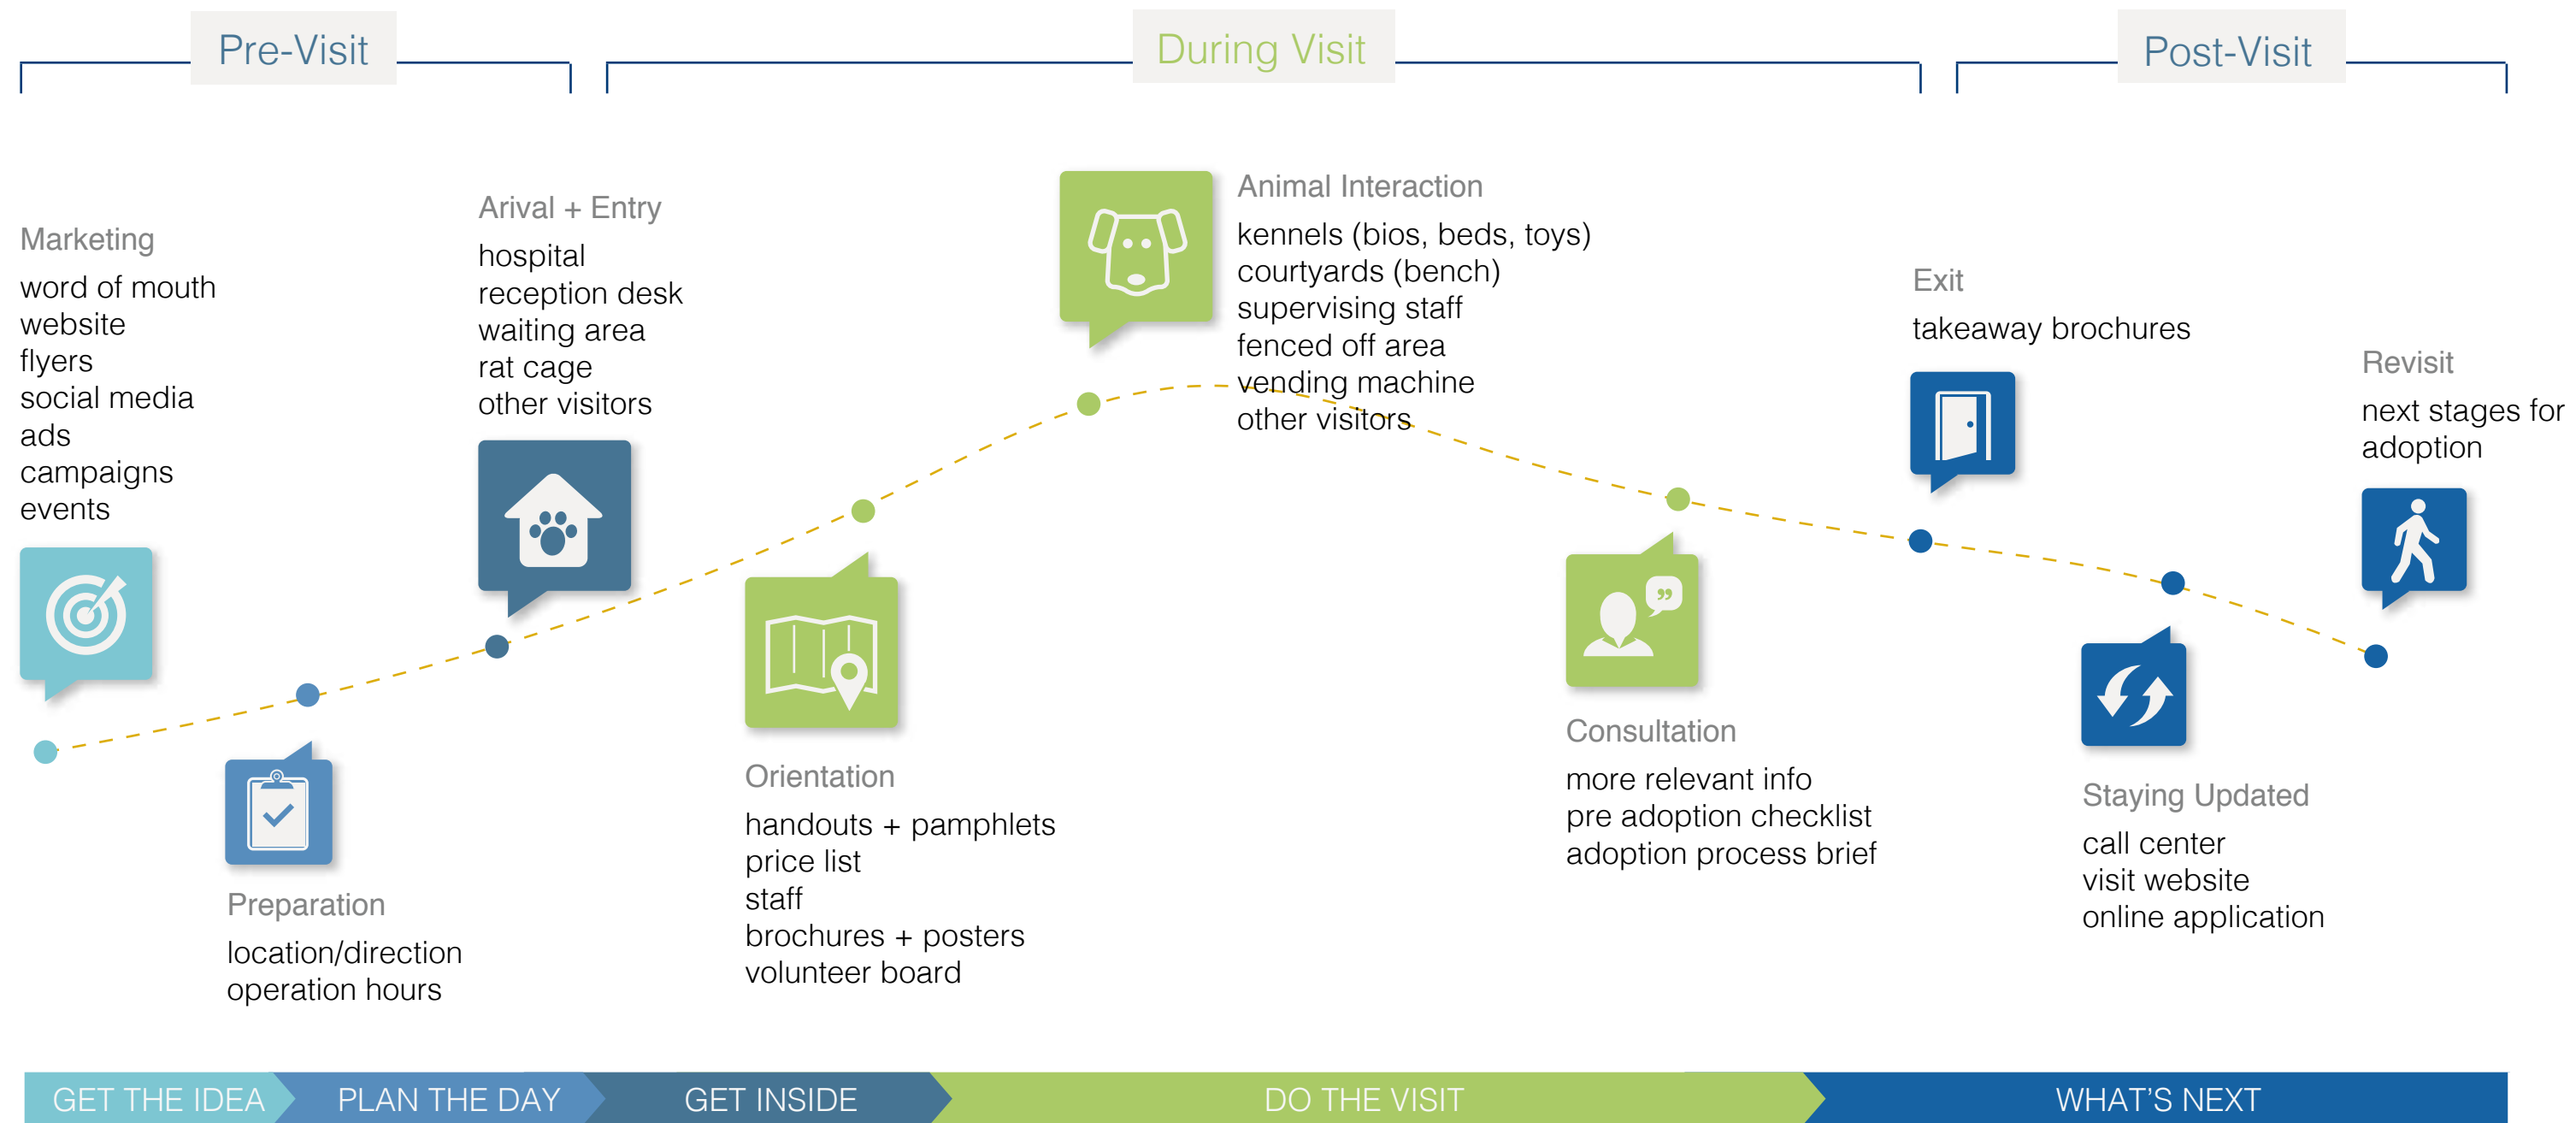 Pre-Visit
During Visit
Post-Visit
Marketing
word of mouth
website
flyers
social media
ads
campaigns
events
Preparation
location/direction
operation hours
Arival + Entry
hospital
reception desk
waiting area
rat cage
other visitors
Orientation
handouts + pamphlets
price list
staff
brochures + posters
volunteer board
Animal Interaction
kennels (bios, beds, toys)
courtyards (bench)
supervising staff
fenced off area
vending machine
other visitors
Consultation
more relevant info
pre adoption checklist
adoption process brief
Exit
takeaway brochures
Staying Updated
call center
visit website
online application
Revisit
next stages for
adoption
GET THE IDEA
PLAN THE DAY
GET INSIDE
DO THE VISIT
WHAT'S NEXT